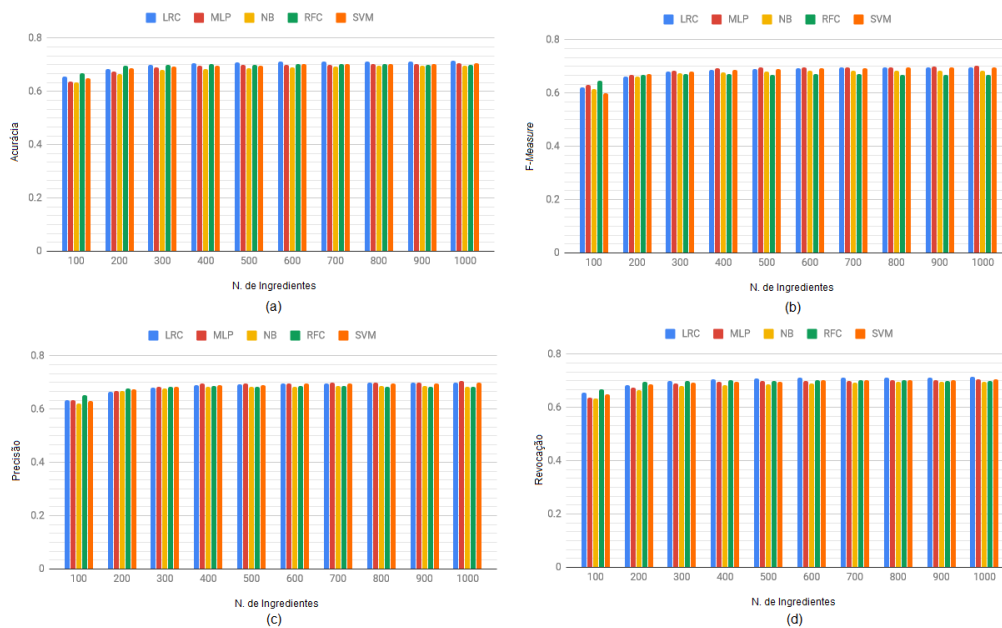 LRC MLP NB RFC SVM
0.8
0.6
0.4
0.2
0
Acurácia
100 200 300 400 500 600 700 800 900 1000
N. de Ingredientes
(a)
LRC MLP NB RFC SVM
0.8
0.6
0.4
0.2
0
F-Measure
100 200 300 400 500 600 700 800 900 1000
N. de Ingredientes
(b)
LRC MLP NB RFC SVM
0.8
0.6
0.4
0.2
0
Precisão
100 200 300 400 500 600 700 800 900 1000
N. de Ingredientes
(c)
LRC MLP NB RFC SVM
0.8
0.6
0.4
0.2
0
Revocação
100 200 300 400 500 600 700 800 900 1000
N. de Ingredientes
(d)